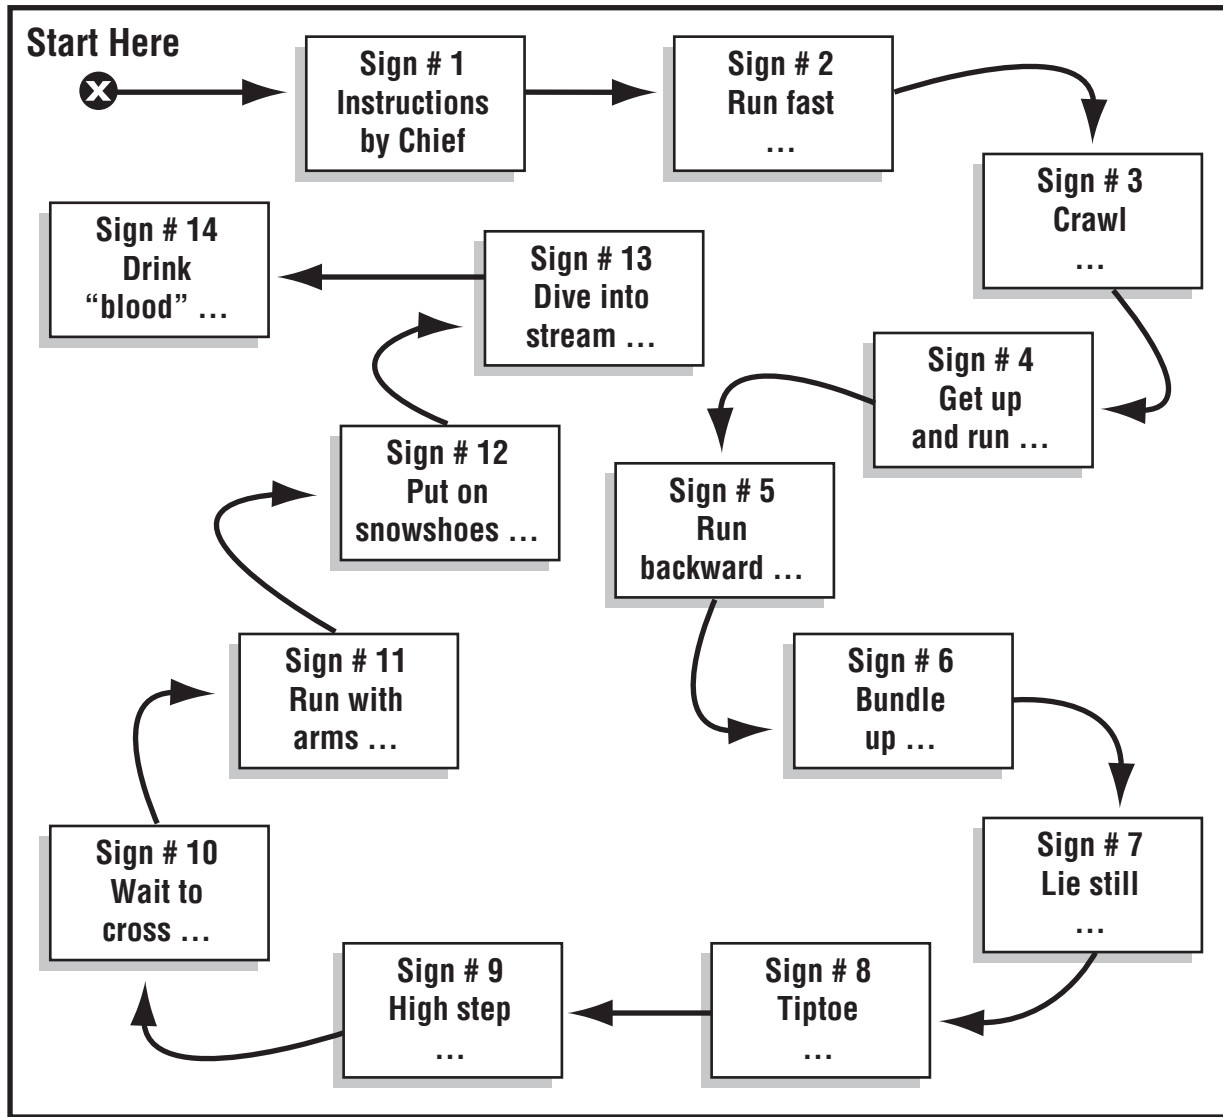 Start Here
X
Sign # 1
Instructions
by Chief
Sign # 2
Run fast
...
Sign # 3
Crawl
...
Sign # 4
Get up
and run ...
Sign # 5
Run
backward ...
Sign # 6
Bundle
up ...
Sign # 7
Lie still
...
Sign # 8
Tiptoe
...
Sign # 9
High step
...
Sign # 10
Wait to
cross ...
Sign # 11
Run with
arms ...
Sign # 12
Put on
snowshoes ...
Sign # 13
Dive into
stream ...
Sign # 14
Drink
“blood” ...